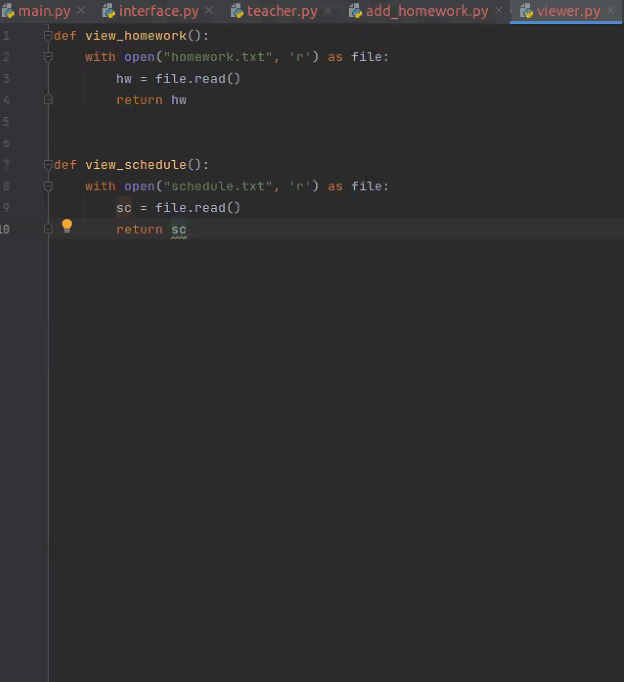 main.py interface.py teacher.py add_homework.py viewer.py
1 def view_homework():
2 with open("homework.txt", 'r') as file:
3 hw = file.read()
4 return hw
5
6
7 def view_schedule():
8 with open("schedule.txt", 'r') as file:
9 sc = file.read()
10 return sc